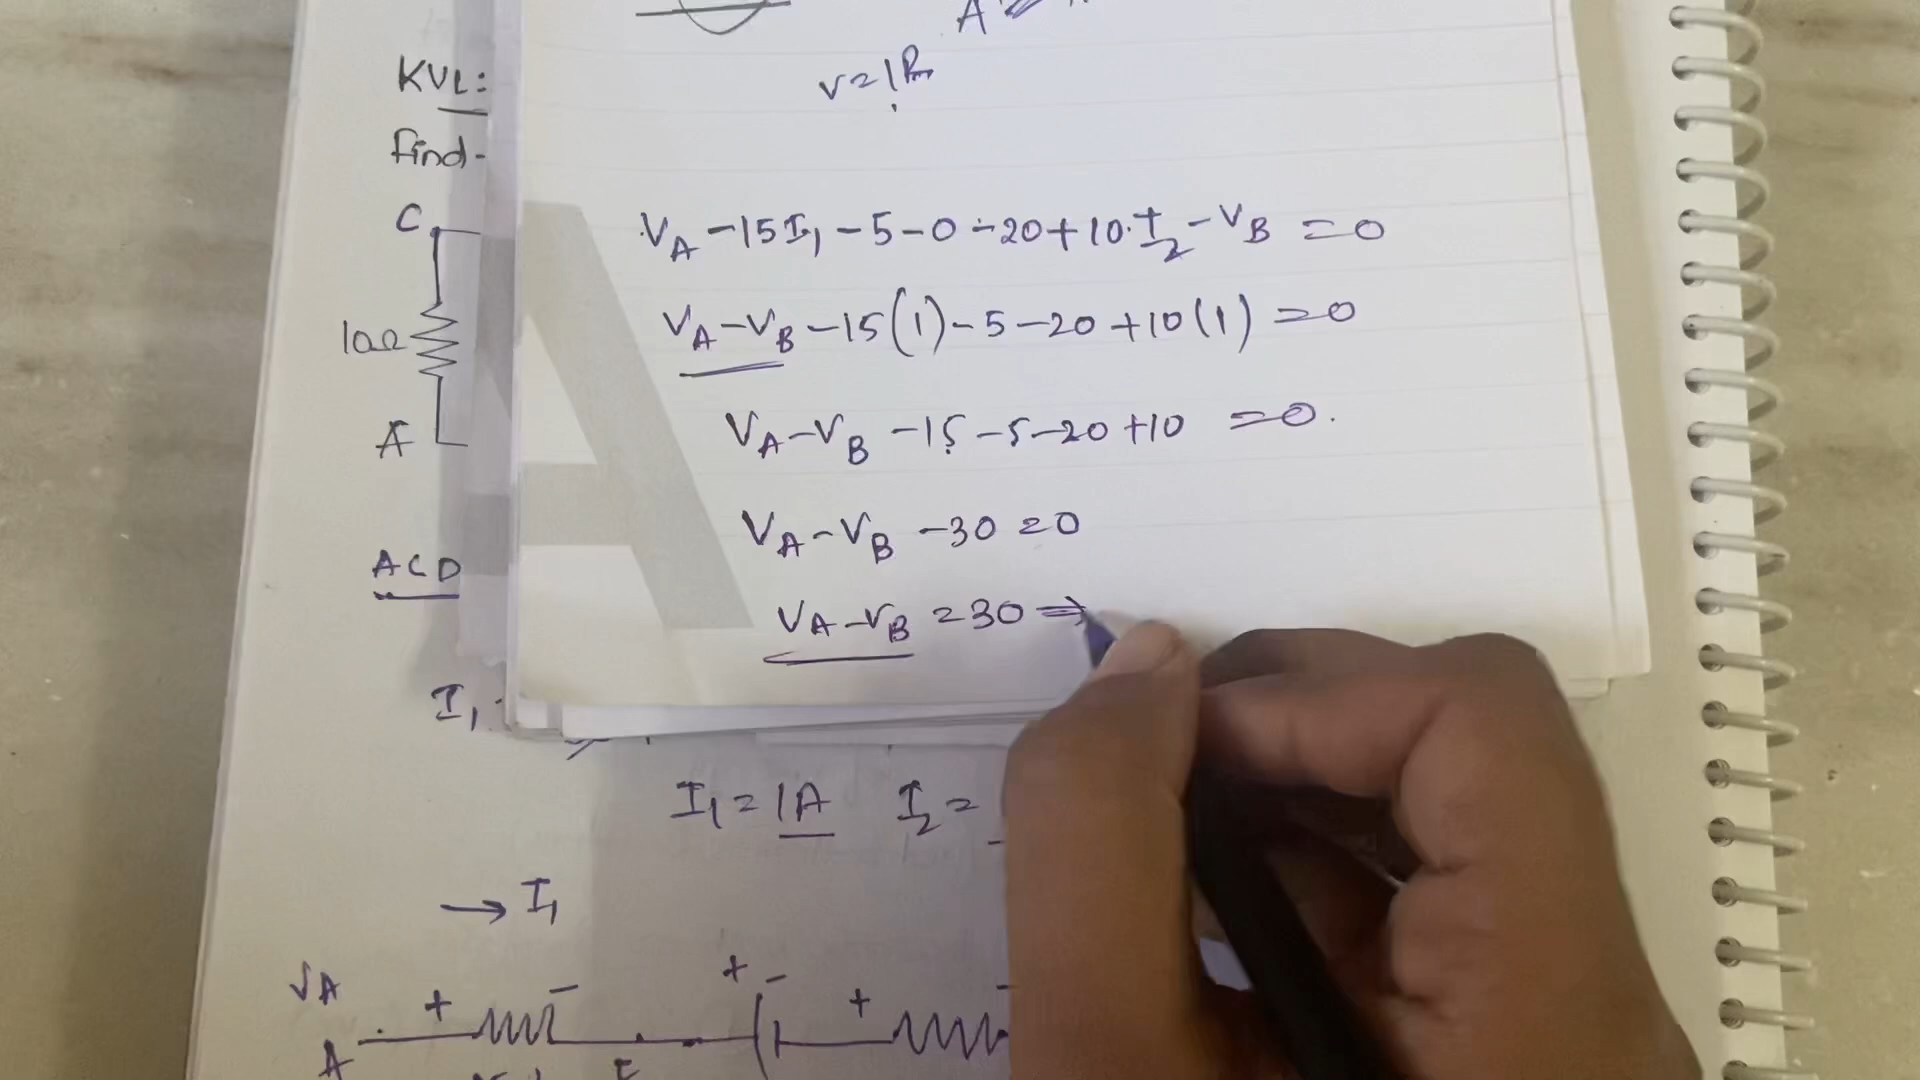 KVL:
find-
V=IR
C
10Ω
A
VA-15I1-5-0-20+10.I2-VB=0
VA-VB-15(1)-5-20+10(1)=0
VA-VB-15-5-20+10=0.
VA-VB-30=0
VA-VB=30⇒
ACD
I1
I1=1A I2=
→I1
VA
+ - + - + -
A E